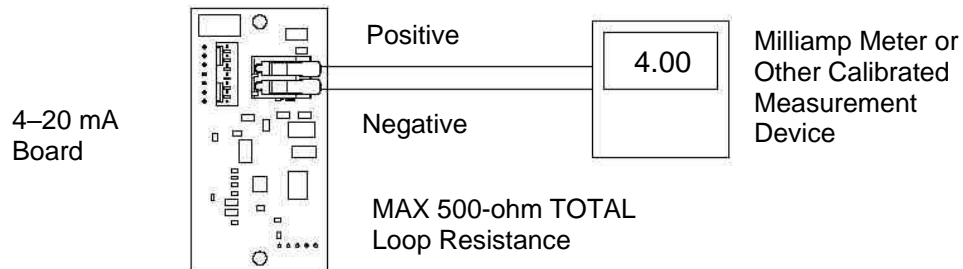 4–20 mA
Board
Positive
Negative
MAX 500-ohm TOTAL
Loop Resistance
4.00
Milliamp Meter or
Other Calibrated
Measurement
Device